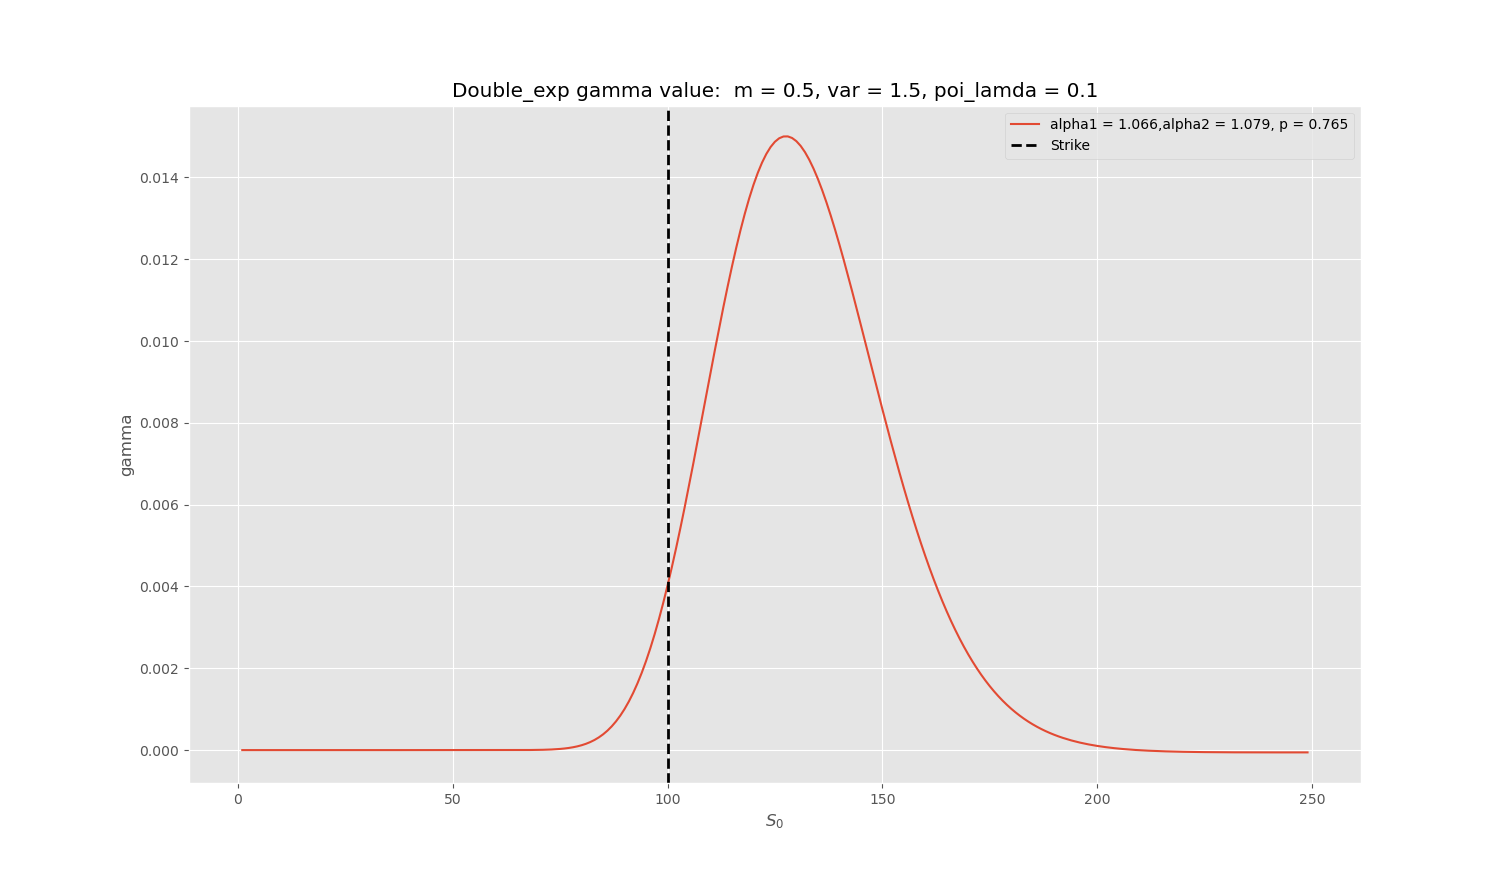 Double_exp gamma value:  m = 0.5, var = 1.5, poi_lamda = 0.1
alpha1 = 1.066,alpha2 = 1.079, p = 0.765
Strike
0.014
0.012
0.010
0.008
0.006
0.004
0.002
0.000
gamma
0 50 100 150 200 250
S₀